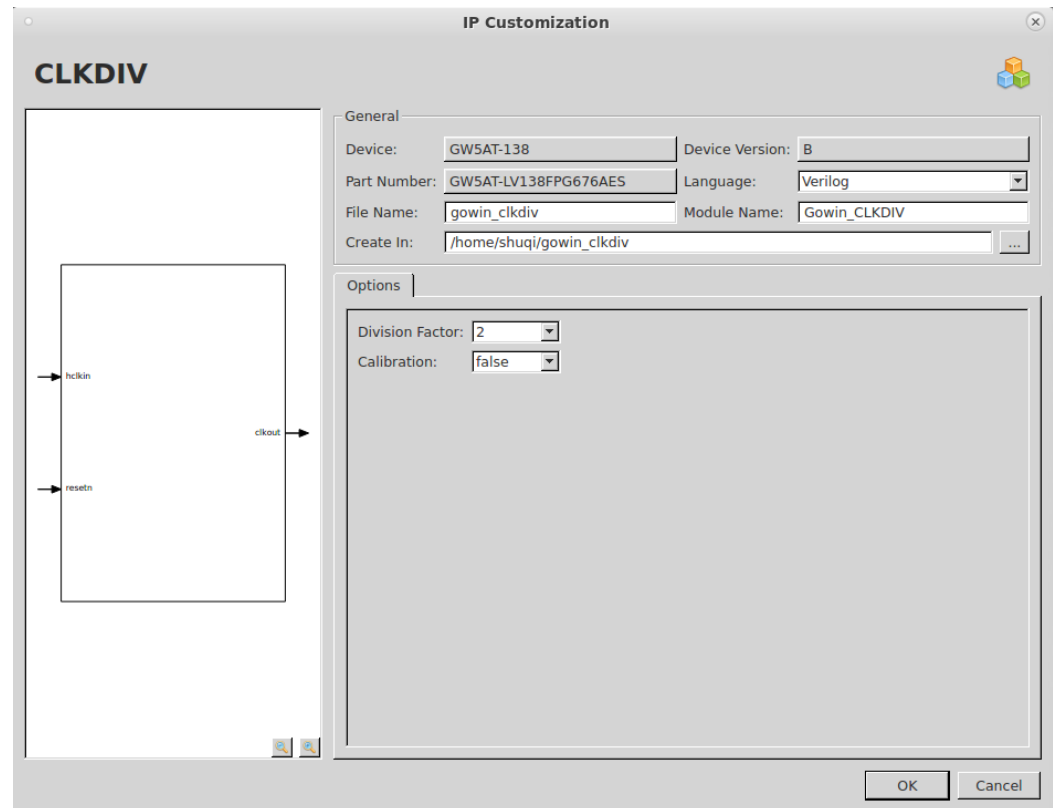 IP Customization
CLKDIV
General
Device: GW5AT-138 Device Version: B
Part Number: GW5AT-LV138FPG676AES Language: Verilog
File Name: gowin_clkdiv Module Name: Gowin_CLKDIV
Create In: /home/shuqi/gowin_clkdiv ...
Options
Division Factor: 2
Calibration: false
hclkin
clkout
resetn
OK Cancel